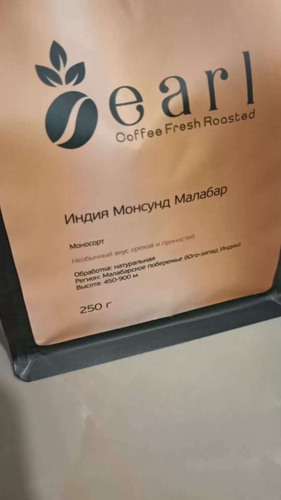 earl
Coffee Fresh Roasted
Индия Монсунд Малабар
Моносорт
Необычный вкус орехов и пряностей
Обработка: натуральная
Регион: Малабарское побережье (Юго-запад Индии)
Высота: 450-900 м
250 г